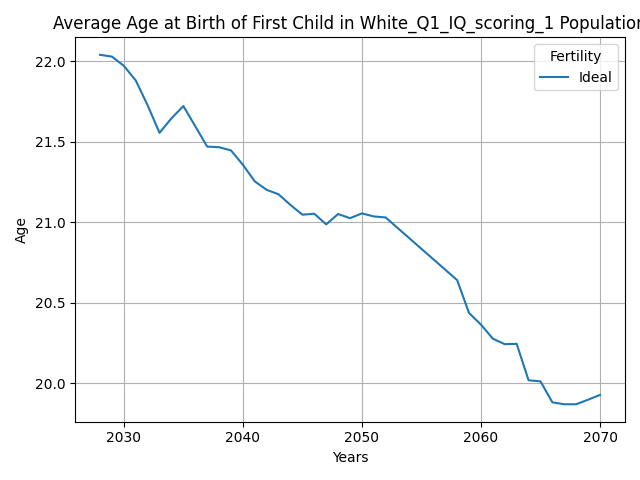 Average Age at Birth of First Child in White_Q1_IQ_scoring_1 Population
Fertility
Ideal
22.0
21.5
21.0
20.5
20.0
Age
2030 2040 2050 2060 2070
Years